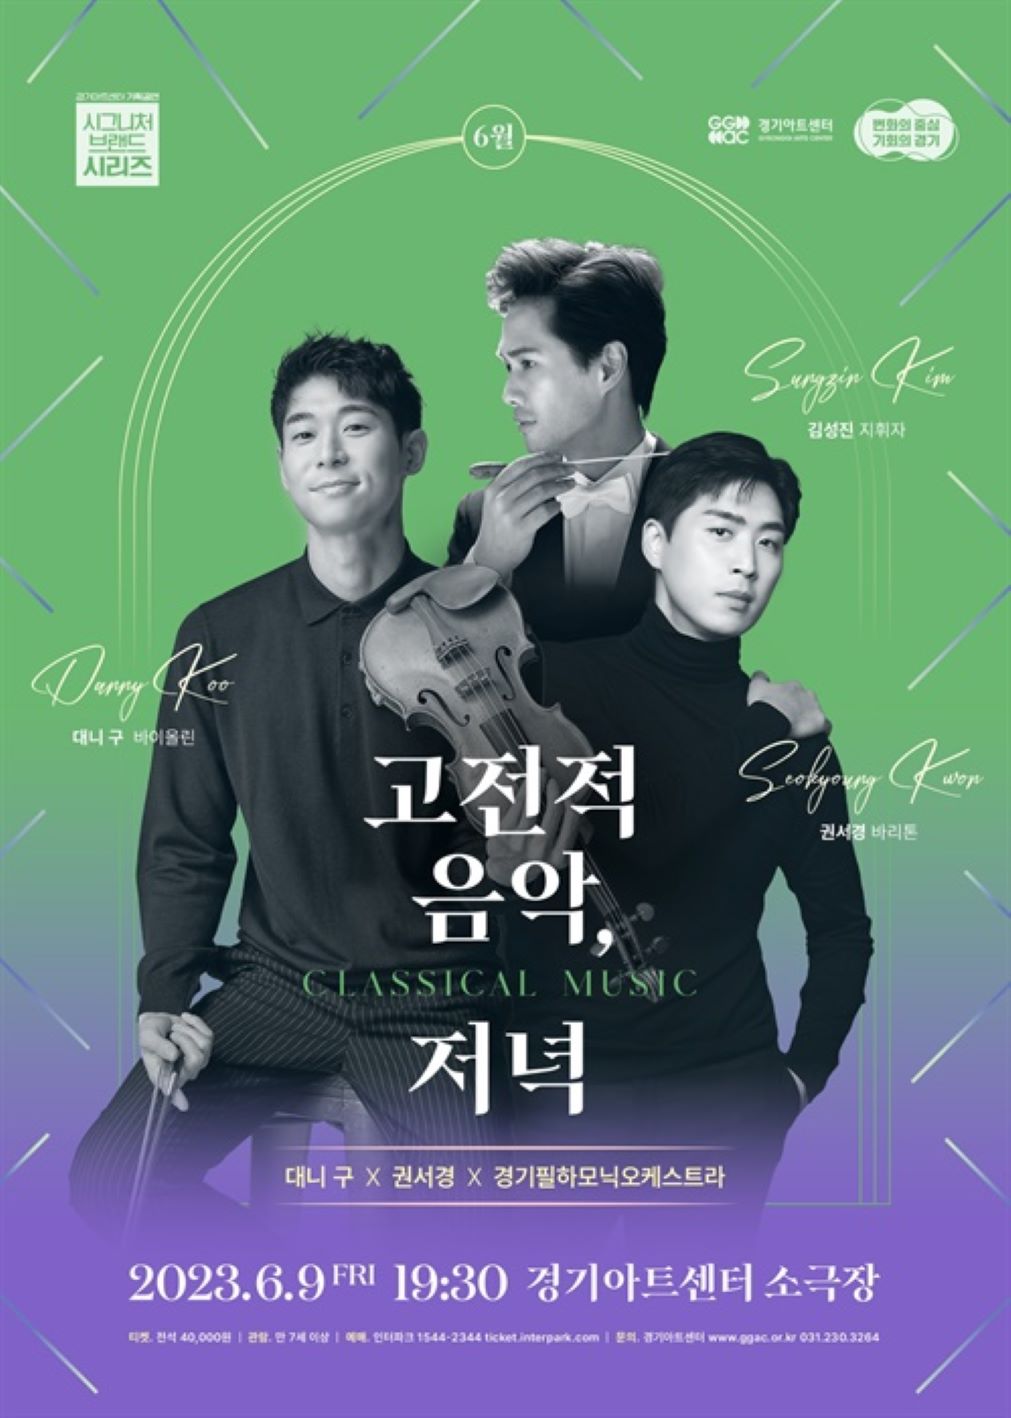 경기아트센터 기획공연
시그니처
브랜드
시리즈
6월
GGAC 경기아트센터
GYEONGGI ARTS CENTER
변화의 중심
기회의 경기
Sungzin Kim
김성진 지휘자
Danny Koo
대니 구 바이올린
Seokyoung Kwon
권서경 바리톤
고전적
음악,
CLASSICAL MUSIC
저녁
대니 구 X 권서경 X 경기필하모닉오케스트라
2023.6.9 FRI 19:30 경기아트센터 소극장
티켓. 전석 40,000원 | 관람. 만 7세 이상 | 예매. 인터파크 1544-2344 ticket.interpark.com | 문의. 경기아트센터 www.ggac.or.kr 031.230.3264